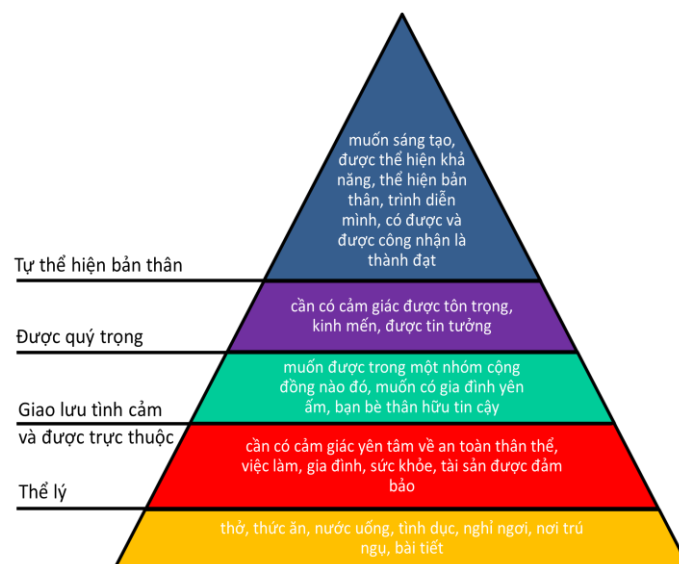 muốn sáng tạo,
được thể hiện khả
năng, thể hiện bản
thân, trình diễn
mình, có được và
được công nhận là
thành đạt
Tự thể hiện bản thân
cần có cảm giác được tôn trọng,
kinh mến, được tin tưởng
Được quý trọng
muốn được trong một nhóm cộng
đồng nào đó, muốn có gia đình yên
ấm, bạn bè thân hữu tin cậy
Giao lưu tình cảm
và được trực thuộc
cần có cảm giác yên tâm về an toàn thân thể,
việc làm, gia đình, sức khỏe, tài sản được đảm
bảo
Thể lý
thở, thức ăn, nước uống, tình dục, nghỉ ngơi, nơi trú
ngụ, bài tiết